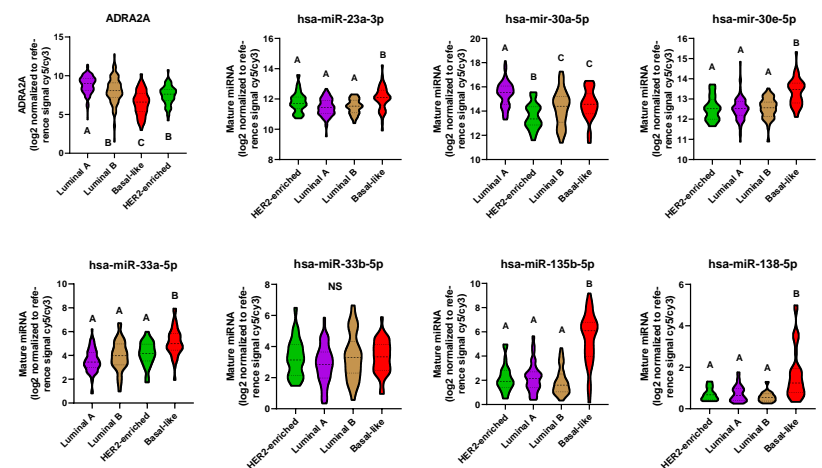 ADRA2A
ADRA2A
(log2 normalized to refe-
rence signal cy5/cy3)
15
10
5
0
A
B
C
B
Luminal A
Luminal B
Basal-like
HER2-enriched
hsa-miR-23a-3p
Mature miRNA
(log2 normalized to refe-
rence signal cy5/cy3)
16
14
12
10
8
A
A
A
B
HER2-enriched
Luminal A
Luminal B
Basal-like
hsa-mir-30a-5p
Mature miRNA
(log2 normalized to refe-
rence signal cy5/cy3)
20
18
16
14
12
10
A
B
C
C
Luminal A
HER2-enriched
Luminal B
Basal-like
hsa-mir-30e-5p
Mature miRNA
(log2 normalized to refe-
rence signal cy5/cy3)
16
15
14
13
12
11
10
A
A
A
B
HER2-enriched
Luminal A
Luminal B
Basal-like
hsa-miR-33a-5p
Mature miRNA
(log2 normalized to refe-
rence signal cy5/cy3)
10
8
6
4
2
0
A
A
A
B
Luminal A
Luminal B
HER2-enriched
Basal-like
hsa-miR-33b-5p
Mature miRNA
(log2 normalized to refe-
rence signal cy5/cy3)
8
6
4
2
0
NS
HER2-enriched
Luminal A
Luminal B
Basal-like
hsa-miR-135b-5p
Mature miRNA
(log2 normalized to refe-
rence signal cy5/cy3)
10
8
6
4
2
0
A
A
A
B
HER2-enriched
Luminal A
Luminal B
Basal-like
hsa-miR-138-5p
Mature miRNA
(log2 normalized to refe-
rence signal cy5/cy3)
6
4
2
0
A
A
A
B
HER2-enriched
Luminal A
Luminal B
Basal-like